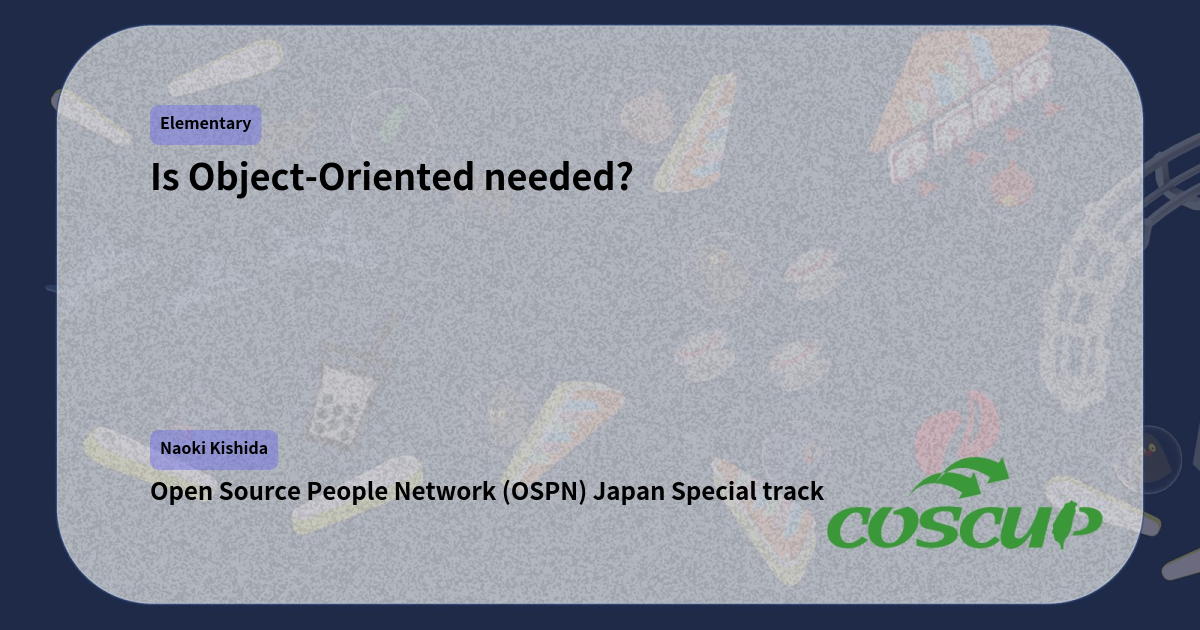 Elementary
Is Object-Oriented needed?
Naoki Kishida
Open Source People Network (OSPN) Japan Special track
COSCUP